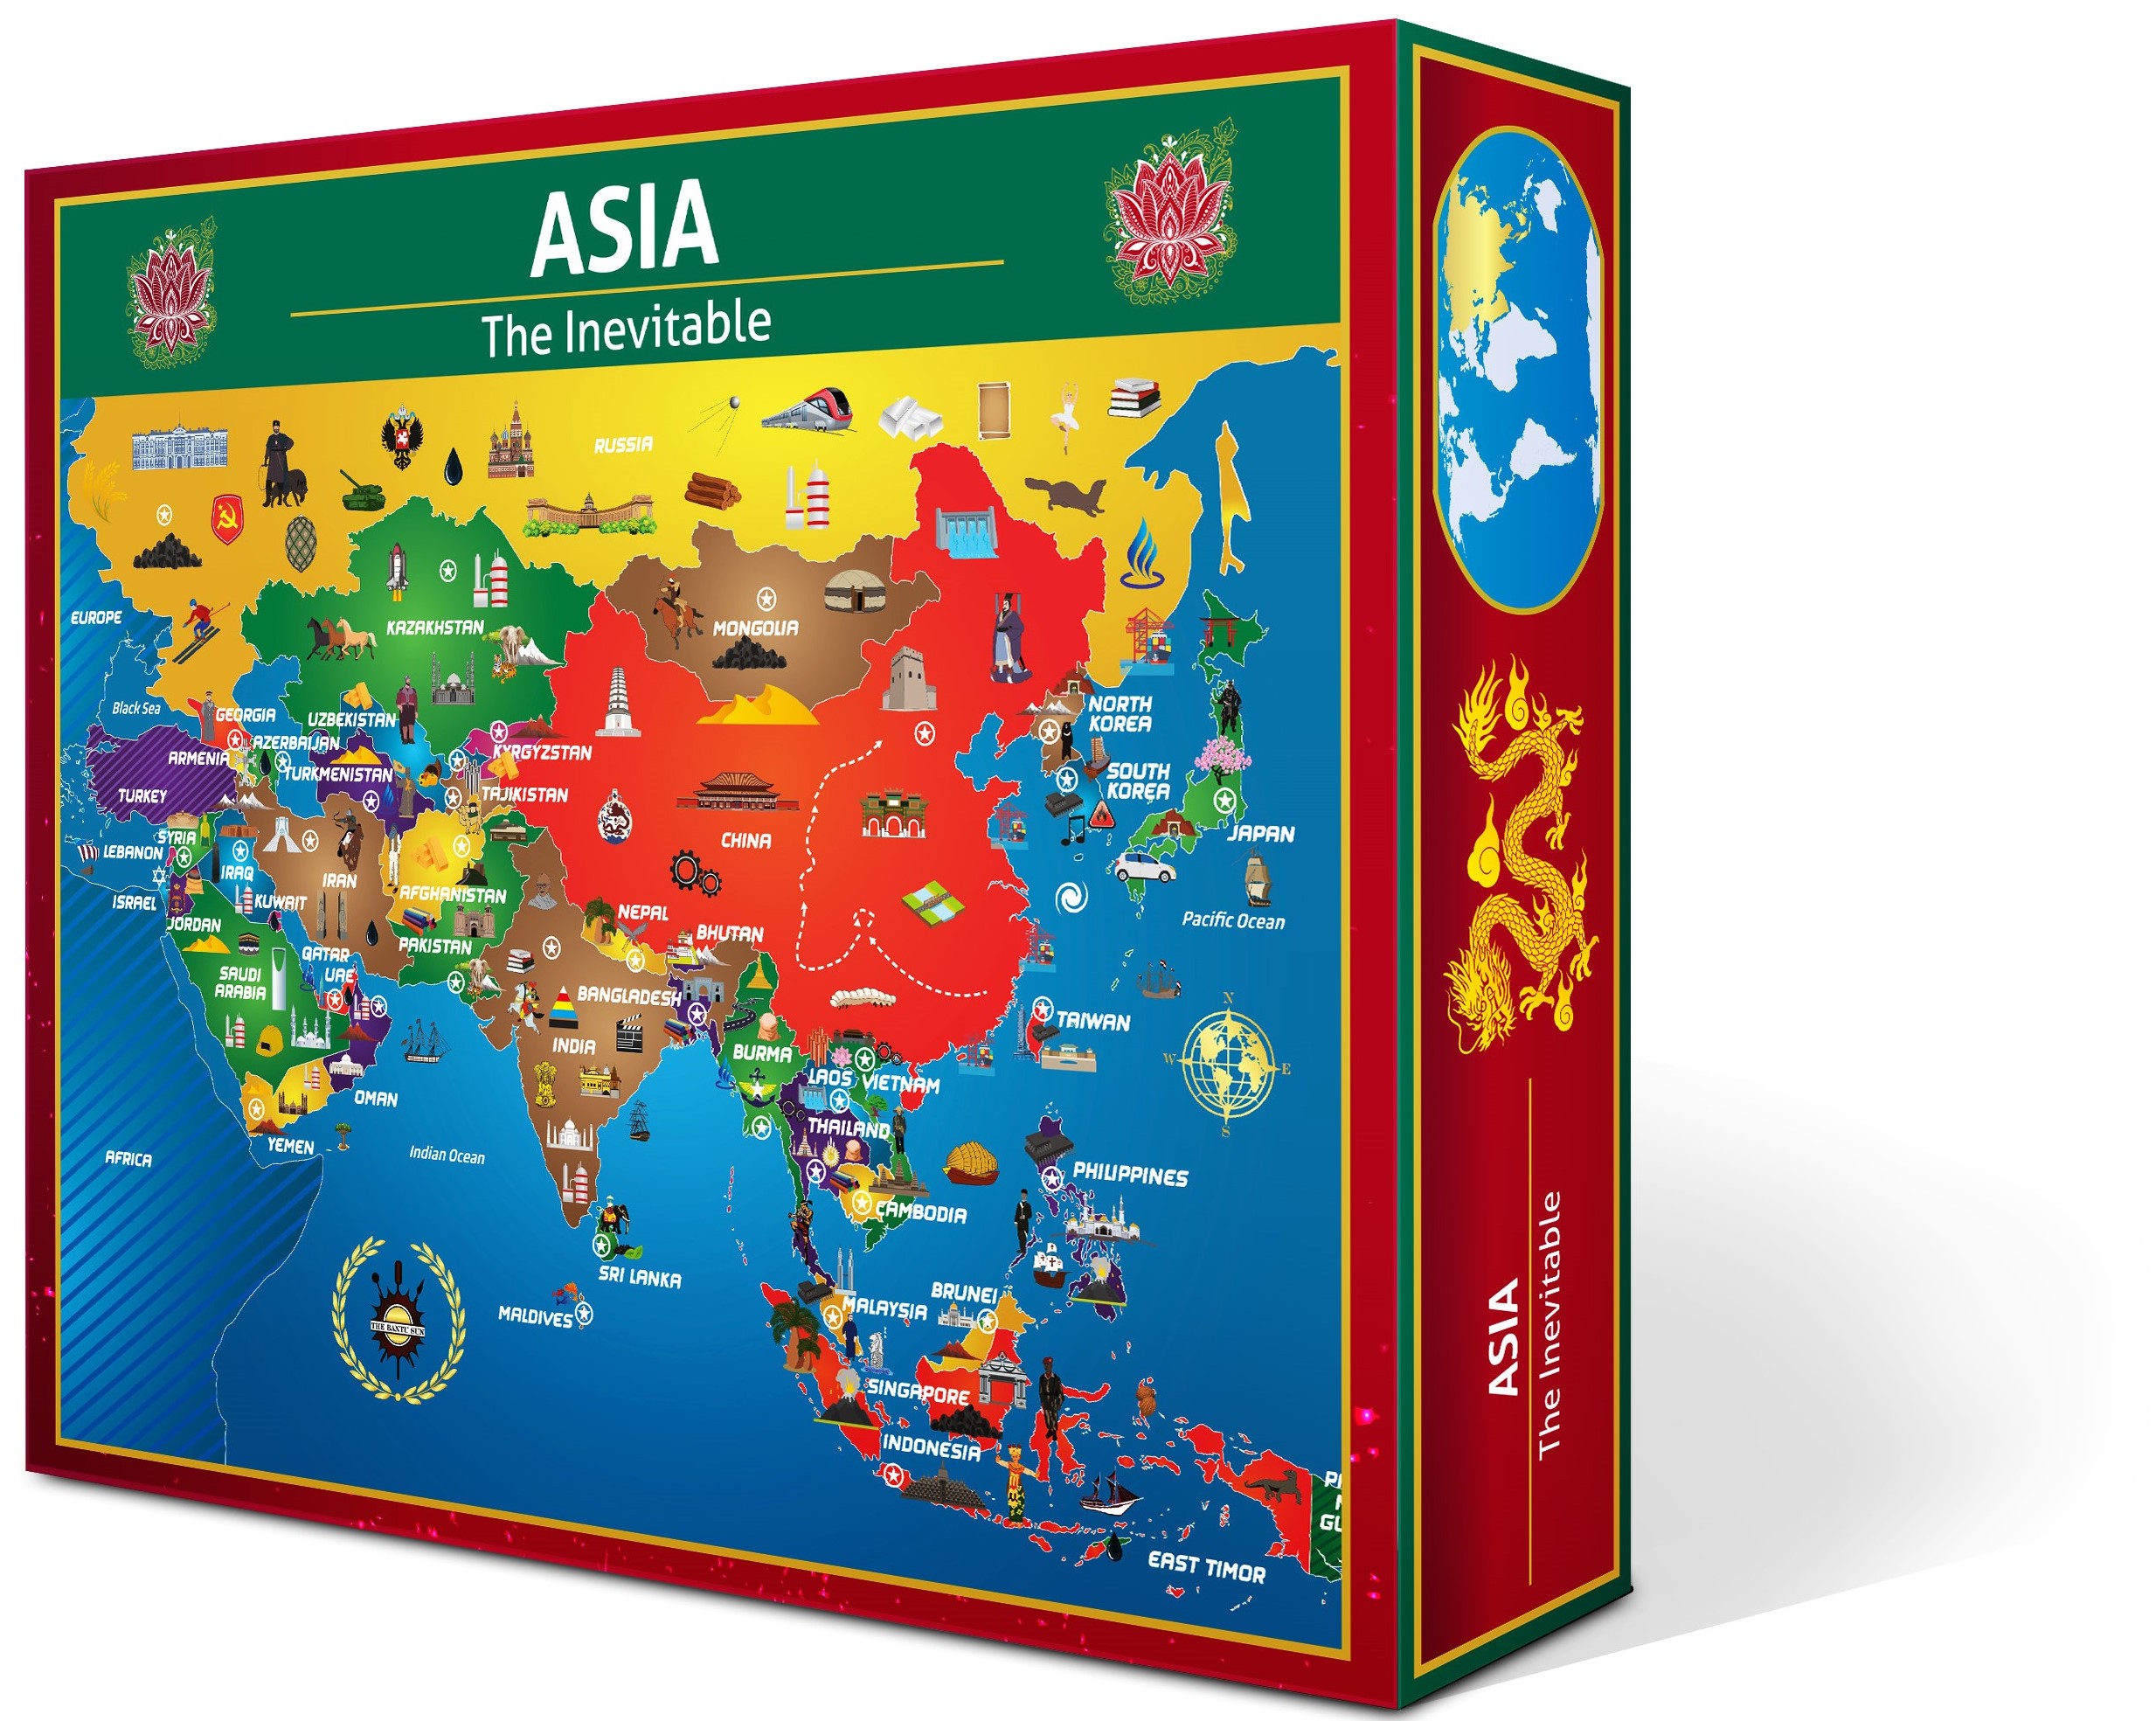 ASIA
The Inevitable
RUSSIA
EUROPE
KAZAKHSTAN
MONGOLIA
Black Sea
GEORGIA
UZBEKISTAN
NORTH
KOREA
ARMENIA
AZERBAIJAN
KYRGYZSTAN
TURKMENISTAN
TAJIKISTAN
SOUTH
KOREA
TURKEY
CHINA
JAPAN
SYRIA
LEBANON
IRAQ
IRAN
AFGHANISTAN
ISRAEL
KUWAIT
JORDAN
NEPAL
BHUTAN
Pacific Ocean
PAKISTAN
QATAR
UAE
SAUDI
ARABIA
BANGLADESH
INDIA
TAIWAN
BURMA
LAOS
VIETNAM
N
W
E
S
OMAN
THAILAND
YEMEN
AFRICA
Indian Ocean
PHILIPPINES
CAMBODIA
SRI LANKA
MALDIVES
BRUNEI
MALAYSIA
THE BANTU SUN
SINGAPORE
INDONESIA
EAST TIMOR
ASIA
The Inevitable